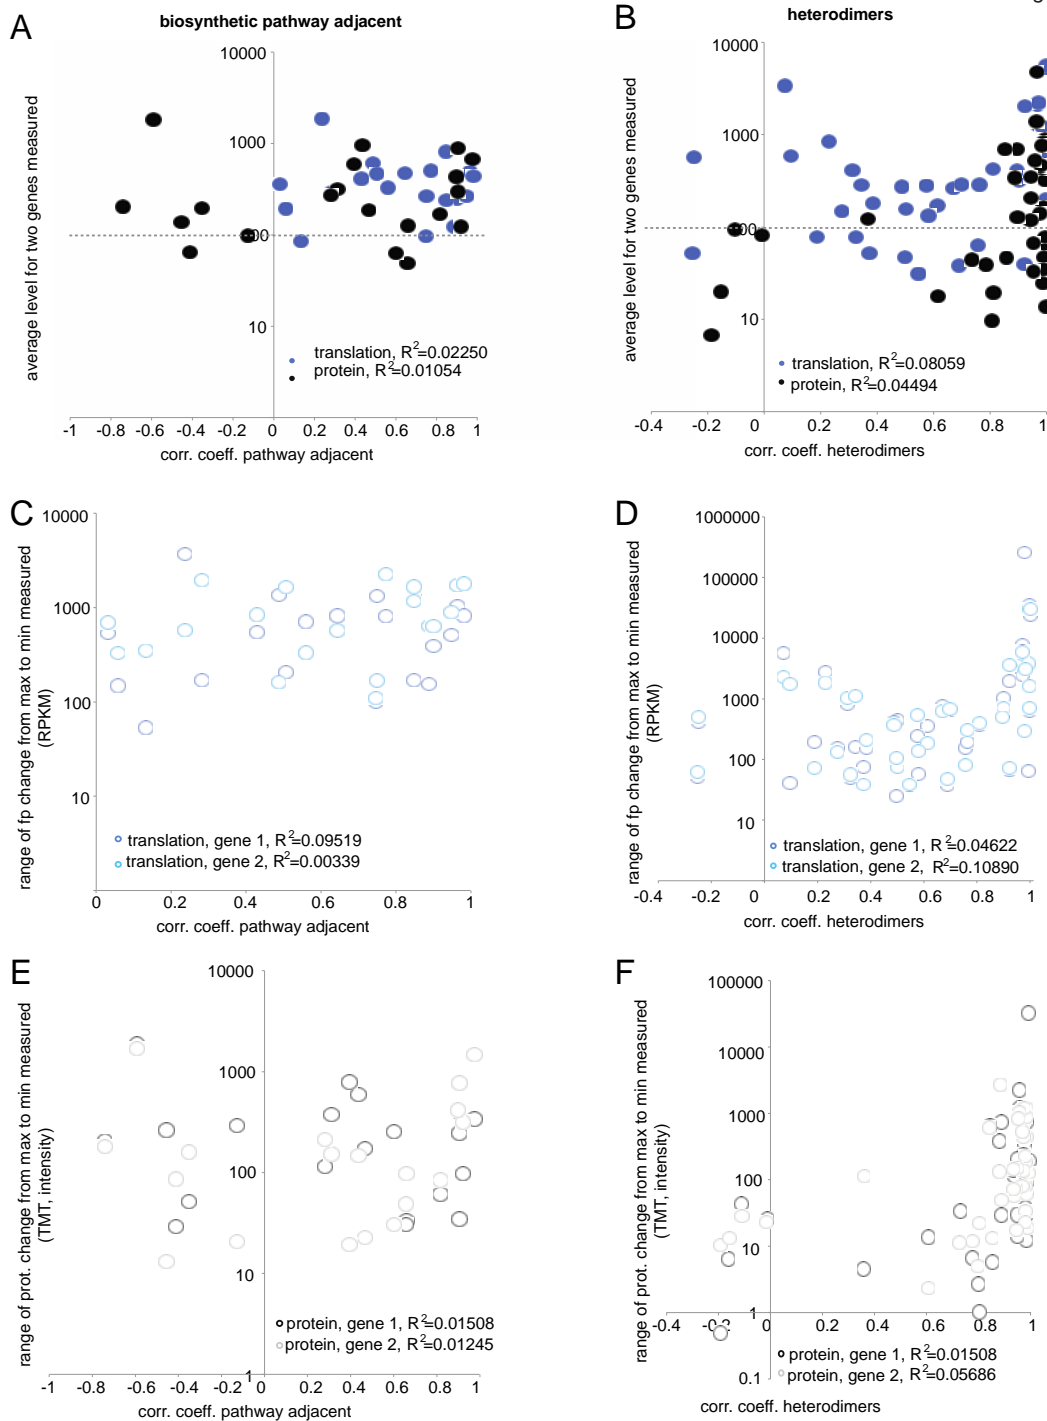 g
A
biosynthetic pathway adjacent
average level for two genes measured
10000
1000
100
10
translation, R²=0.02250
protein, R²=0.01054
-1 -0.8 -0.6 -0.4 -0.2 0 0.2 0.4 0.6 0.8 1
corr. coeff. pathway adjacent
B
heterodimers
average level for two genes measured
10000
1000
00
10
translation, R²=0.08059
protein, R²=0.04494
-0.4 -0.2 0 0.2 0.4 0.6 0.8 1
corr. coeff. heterodimers
C
range of fp change from max to min measured
(RPKM)
10000
1000
100
10
translation, gene 1, R²=0.09519
translation, gene 2, R²=0.00339
0 0.2 0.4 0.6 0.8 1
corr. coeff. pathway adjacent
D
range of fp change from max to min measured
(RPKM)
1000000
100000
10000
1000
100
10
translation, gene 1, R²=0.04622
translation, gene 2, R²=0.10890
-0.4 -0.2 0 0.2 0.4 0.6 0.8 1
corr. coeff. heterodimers
E
range of prot. change from max to min measured
(TMT, intensity)
10000
1000
100
10
1
protein, gene 1, R²=0.01508
protein, gene 2, R²=0.01245
-1 -0.8 -0.6 -0.4 -0.2 0 0.2 0.4 0.6 0.8 1
corr. coeff. pathway adjacent
F
range of prot. change from max to min measured
(TMT, intensity)
100000
10000
1000
100
10
1
0.1
-0.4 -0.2 0 0.2 0.4 0.6 0.8 1
protein, gene 1, R²=0.01508
protein, gene 2, R²=0.05686
corr. coeff. heterodimers